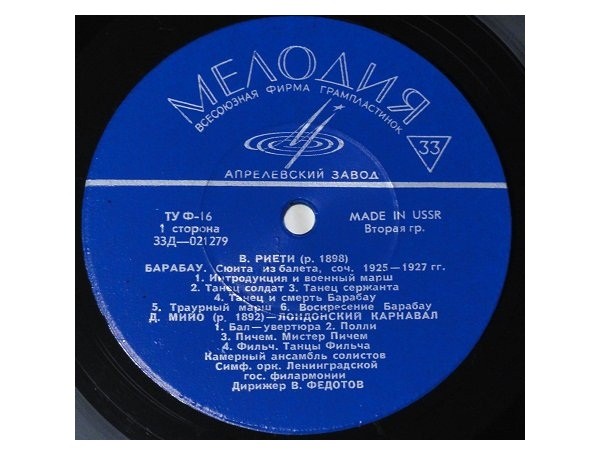 МЕЛОДИЯ
ВСЕСОЮЗНАЯ ФИРМА ГРАМПЛАСТИНОК
33
АПРЕЛЕВСКИЙ ЗАВОД
ТУ Ф-16
1 сторона
33Д—021279
MADE IN USSR
Вторая гр.
В. РИЕТИ (р. 1898)
БАРАБАУ. Сюита из балета, соч. 1925—1927 гг.
1. Интродукция и военный марш
2. Танец солдат 3. Танец сержанта
4. Танец и смерть Барабау
5. Траурный марш 6. Воскресение Барабау
Д. МИЙО (р. 1892)—ЛОНДОНСКИЙ КАРНАВАЛ
1. Бал—увертюра 2. Полли
3. Пичем. Мистер Пичем
4. Фильч. Танцы Фильча
Камерный ансамбль солистов
Симф. орк. Ленинградской
гос. филармонии
Дирижер В. ФЕДОТОВ